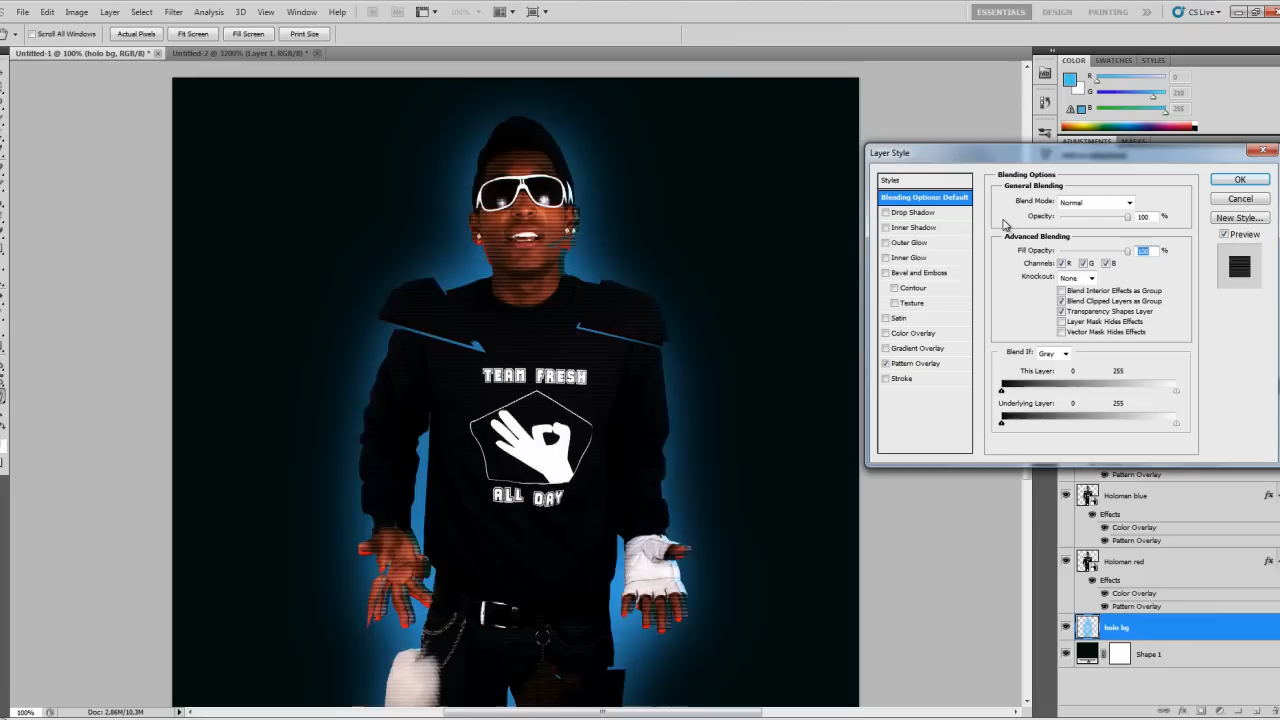 File Edit Image Layer Select Filter Analysis 3D View Window Help 100% ESSENTIALS DESIGN PAINTING CS Live
Scroll All Windows Actual Pixels Fit Screen Fill Screen Print Size
Untitled-1 @ 100% (holo bg, RGB/8) * Untitled-2 @ 3200% (Layer 1, RGB/8) *
COLOR SWATCHES STYLES
R 0
G 210
B 255
ADJUSTMENTS MASKS
Layer Style
Styles
Blending Options: Default
Drop Shadow
Inner Shadow
Outer Glow
Inner Glow
Bevel and Emboss
Contour
Texture
Satin
Color Overlay
Gradient Overlay
Pattern Overlay
Stroke
Blending Options
General Blending
Blend Mode: Normal
Opacity: 100 %
Advanced Blending
Fill Opacity: 100 %
Channels: R G B
Knockout: None
Blend Interior Effects as Group
Blend Clipped Layers as Group
Transparency Shapes Layer
Layer Mask Hides Effects
Vector Mask Hides Effects
Blend If: Gray
This Layer: 0 255
Underlying Layer: 0 255
OK
Cancel
New Style...
Preview
TEAM FRESH
ALL DAY
Pattern Overlay
Holoman blue fx
Effects
Color Overlay
Pattern Overlay
Holoman red fx
Effects
Color Overlay
Pattern Overlay
holo bg
Shape 1
100% Doc: 2.86M/10.3M